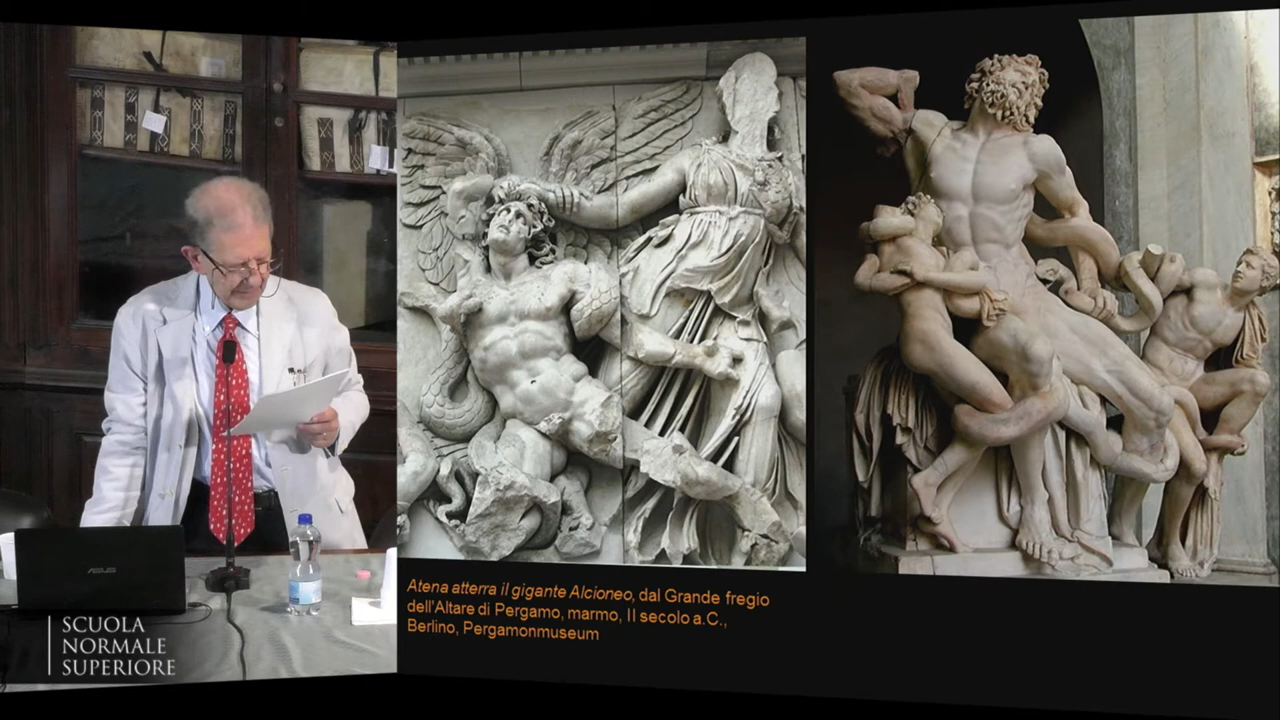 ASUS
SCUOLA
NORMALE
SUPERIORE
Atena atterra il gigante Alcioneo, dal Grande fregio
dell'Altare di Pergamo, marmo, II secolo a.C.,
Berlino, Pergamonmuseum